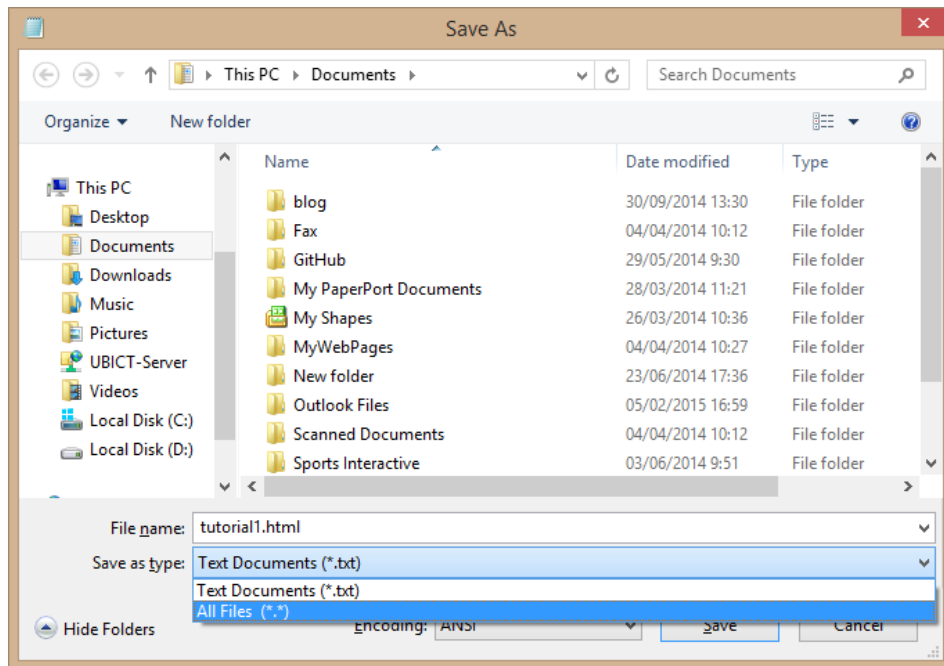 Save As
This PC Documents
Search Documents
Organize New folder
Name Date modified Type
This PC
Desktop
Documents
Downloads
Music
Pictures
UBICT-Server
Videos
Local Disk (C:)
Local Disk (D:)
blog 30/09/2014 13:30 File folder
Fax 04/04/2014 10:12 File folder
GitHub 29/05/2014 9:30 File folder
My PaperPort Documents 28/03/2014 11:21 File folder
My Shapes 26/03/2014 10:36 File folder
MyWebPages 04/04/2014 10:27 File folder
New folder 23/06/2014 17:36 File folder
Outlook Files 05/02/2015 16:59 File folder
Scanned Documents 04/04/2014 10:12 File folder
Sports Interactive 03/06/2014 9:51 File folder
File name: tutorial1.html
Save as type: Text Documents (*.txt)
Text Documents (*.txt)
All Files (*.*)
Hide Folders Encoding: ANSI Save Cancel